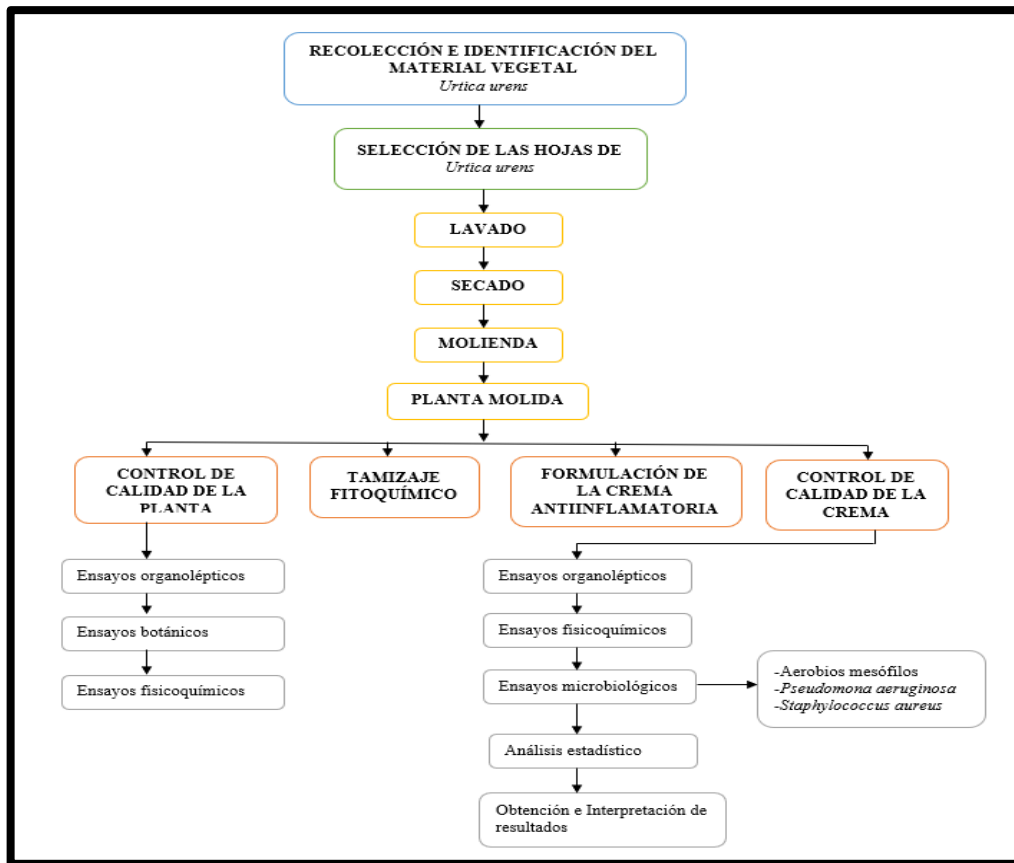 RECOLECCIÓN E IDENTIFICACIÓN DEL
MATERIAL VEGETAL
Urtica urens
SELECCIÓN DE LAS HOJAS DE
Urtica urens
LAVADO
SECADO
MOLIENDA
PLANTA MOLIDA
CONTROL DE
CALIDAD DE LA
PLANTA
TAMIZAJE
FITOQUÍMICO
FORMULACIÓN DE
LA CREMA
ANTIINFLAMATORIA
CONTROL DE
CALIDAD DE LA
CREMA
Ensayos organolépticos
Ensayos botánicos
Ensayos físicoquímicos
Ensayos organolépticos
Ensayos físicoquímicos
Ensayos microbiológicos
-Aerobios mesófilos
-Pseudomona aeruginosa
-Staphylococcus aureus
Análisis estadístico
Obtención e Interpretación de
resultados